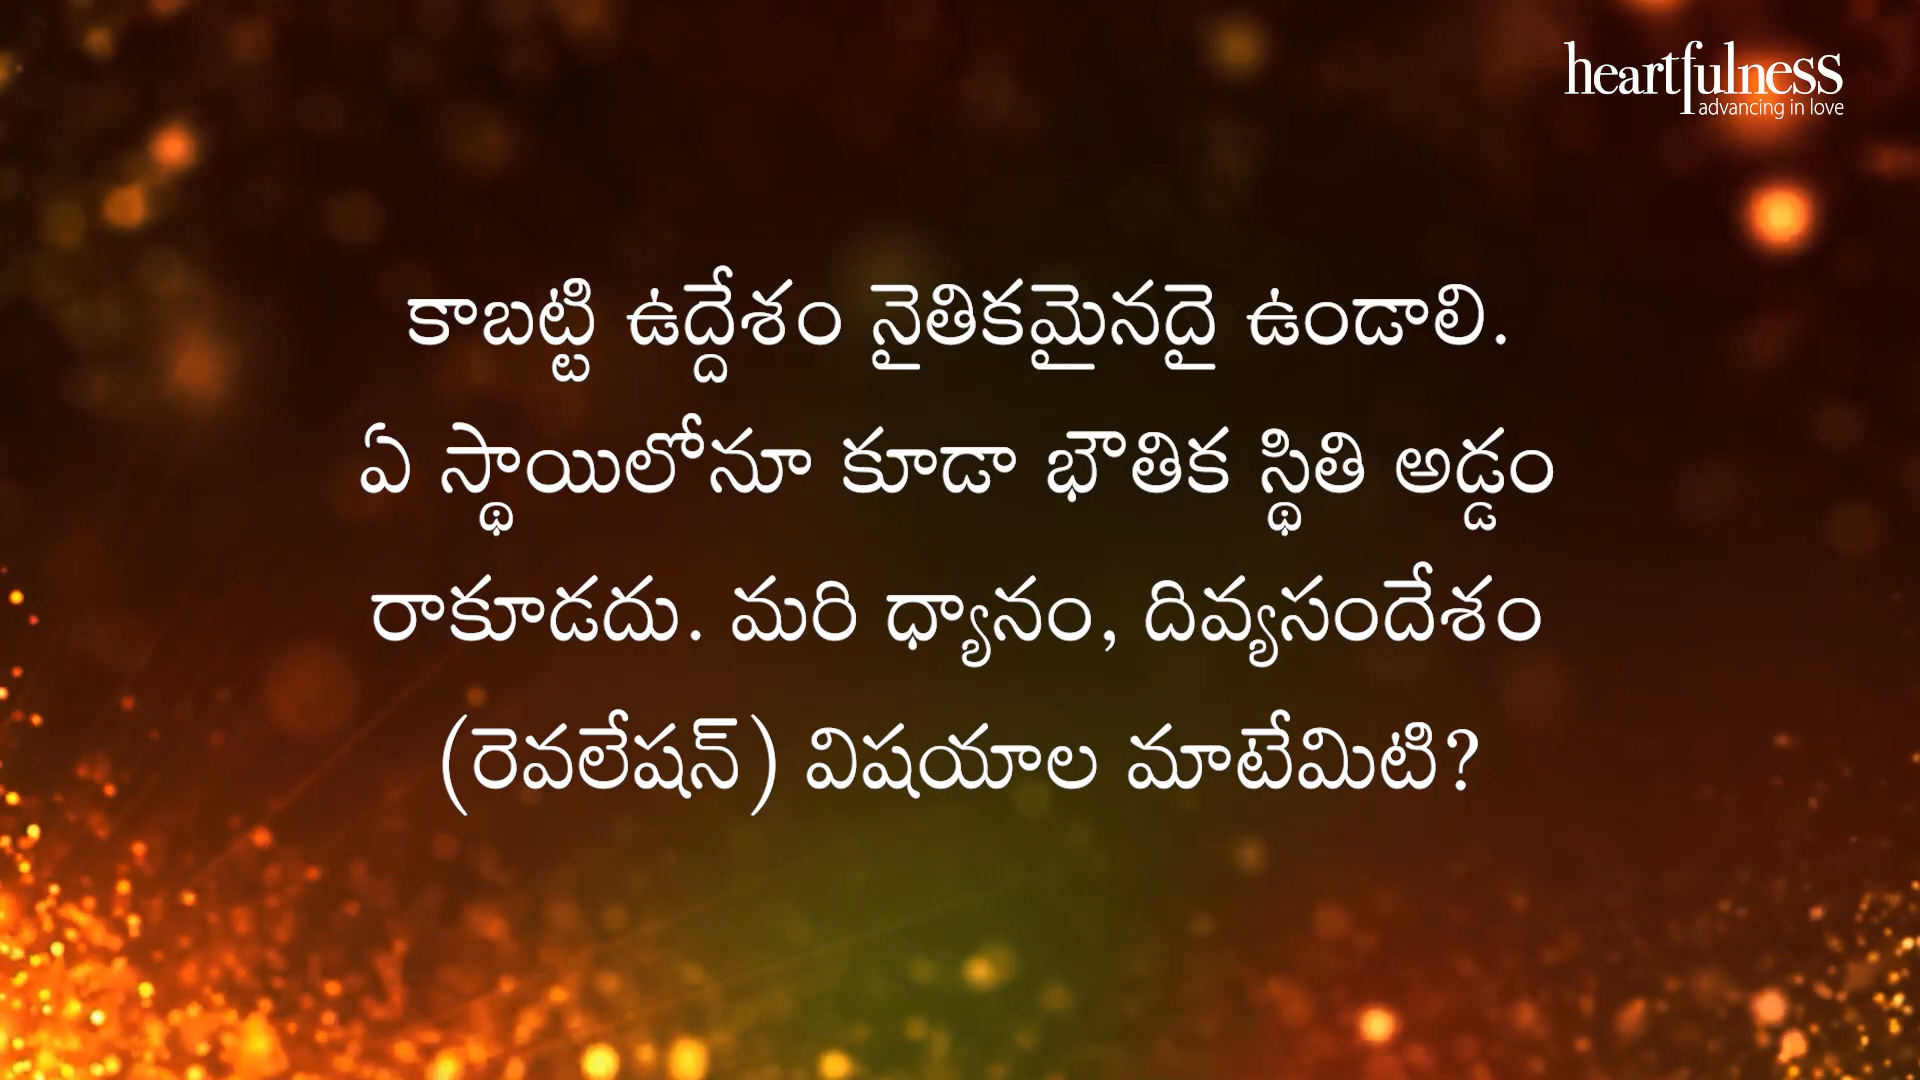 heartfulness
advancing in love
కాబట్టి ఉద్దేశం నైతికమైనదై ఉండాలి.
ఏ స్థాయిలోనూ కూడా భౌతిక స్థితి అడ్డం
రాకూడదు. మరి ధ్యానం, దివ్యసందేశం
(రెవలేషన్) విషయాల మాటేమిటి?